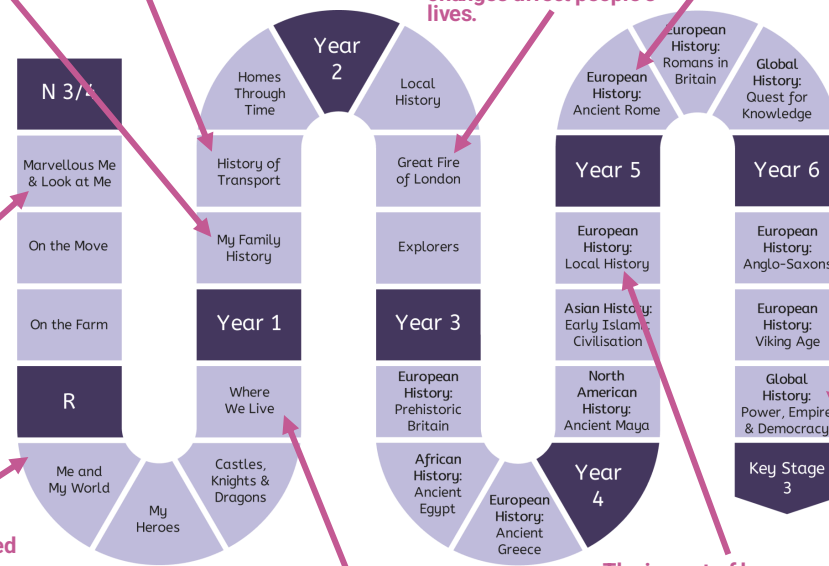 changes affect people's
lives.
N 3/4
Marvellous Me
& Look at Me
On the Move
On the Farm
R
Me and
My World
My
Heroes
Castles,
Knights &
Dragons
Where
We Live
Year 1
My Family
History
History of
Transport
Homes
Through
Time
Year
2
Local
History
Great Fire
of London
Explorers
Year 3
European
History:
Prehistoric
Britain
African
History:
Ancient
Egypt
European
History:
Ancient
Greece
Year
4
North
American
History:
Ancient Maya
Asian History:
Early Islamic
Civilisation
European
History:
Local History
Year 5
European
History:
Ancient Rome
European
History:
Romans in
Britain
Global
History:
Quest for
Knowledge
Year 6
European
History:
Anglo-Saxons
European
History:
Viking Age
Global
History:
Power, Empire
& Democracy
Key Stage
3
ed